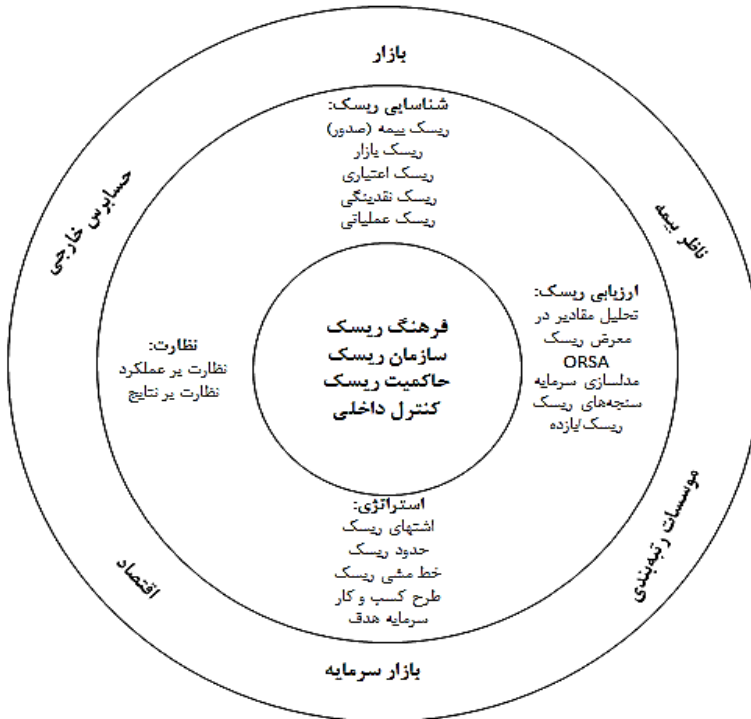 بازار
ناظر بیمه
موسسات رتبه‌بندی
بازار سرمایه
اقتصاد
حسابرس خارجی
شناسایی ریسک:
ریسک بیمه (صدور)
ریسک بازار
ریسک اعتباری
ریسک نقدینگی
ریسک عملیاتی
ارزیابی ریسک:
تحلیل مقادیر در
معرض ریسک
ORSA
مدلسازی سرمایه
سنجه‌های ریسک
ریسک/بازده
استراتژی:
اشتهای ریسک
حدود ریسک
خط مشی ریسک
طرح کسب و کار
سرمایه هدف
نظارت:
نظارت بر عملکرد
نظارت بر نتایج
فرهنگ ریسک
سازمان ریسک
حاکمیت ریسک
کنترل داخلی